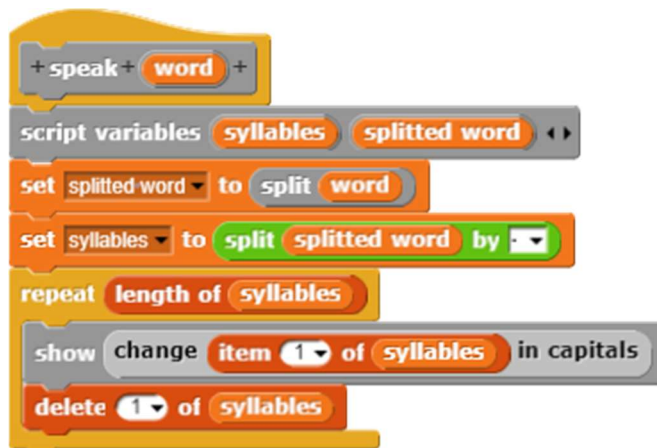 + speak + word +
script variables syllables splitted word
set splitted word to split word
set syllables to split splitted word by -
repeat length of syllables
show change item 1 of syllables in capitals
delete 1 of syllables